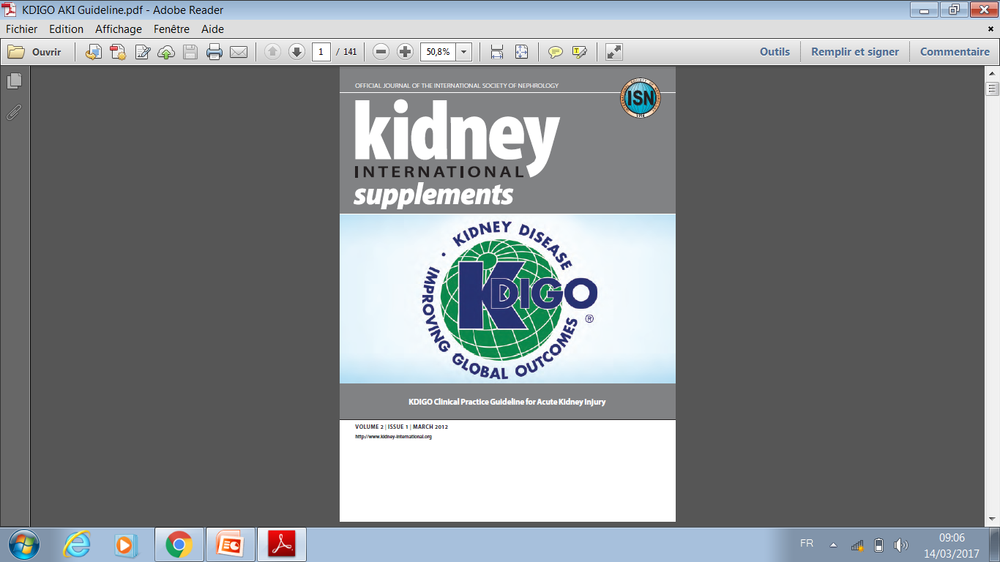 KDIGO AKI Guideline.pdf - Adobe Reader
Fichier Edition Affichage Fenêtre Aide
Ouvrir 1 / 141 50,8% Outils Remplir et signer Commentaire
OFFICIAL JOURNAL OF THE INTERNATIONAL SOCIETY OF NEPHROLOGY
ISN
kidney
INTERNATIONAL
supplements
KIDNEY DISEASE
IMPROVING GLOBAL OUTCOMES
KDIGO
®
KDIGO Clinical Practice Guideline for Acute Kidney Injury
VOLUME 2 | ISSUE 1 | MARCH 2012
http://www.kidney-international.org
FR 09:06
14/03/2017